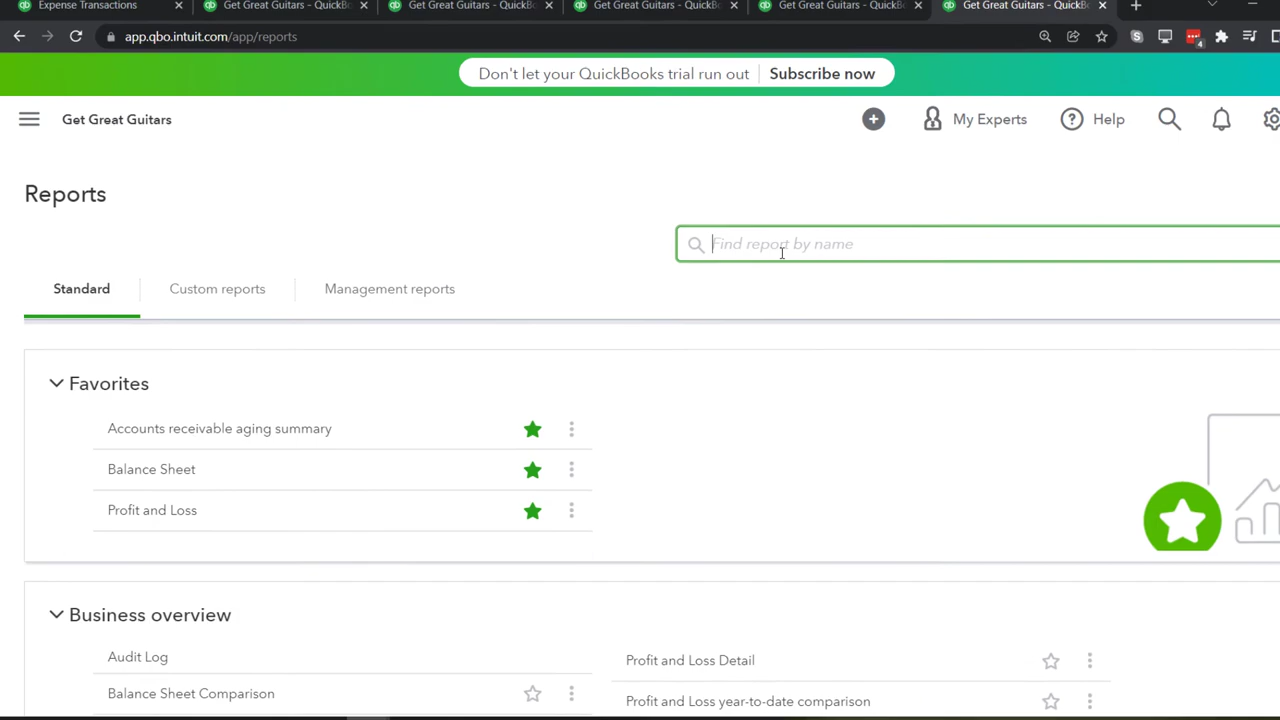 Expense Transactions
Get Great Guitars - QuickB
Get Great Guitars - QuickBo
Get Great Guitars - QuickBo
Get Great Guitars - QuickBo
Get Great Guitars - QuickBo
app.qbo.intuit.com/app/reports
4
Don't let your QuickBooks trial run out
Subscribe now
Get Great Guitars
My Experts
Help
Reports
Find report by name
Standard
Custom reports
Management reports
Favorites
Accounts receivable aging summary
Balance Sheet
Profit and Loss
Business overview
Audit Log
Profit and Loss Detail
Balance Sheet Comparison
Profit and Loss year-to-date comparison